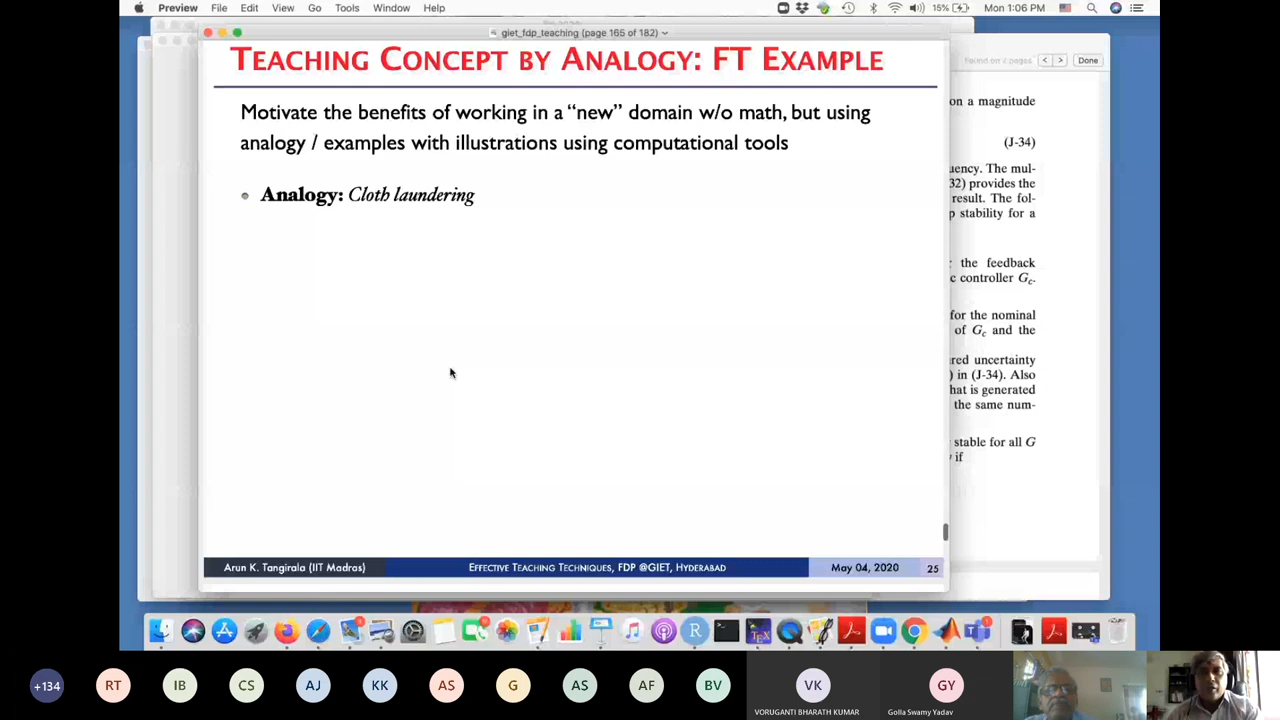 Preview File Edit View Go Tools Window Help 15% Mon 1:06 PM
giet_fdp_teaching (page 165 of 182)
TEACHING CONCEPT BY ANALOGY: FT EXAMPLE
Motivate the benefits of working in a “new” domain w/o math, but using
analogy / examples with illustrations using computational tools
Analogy: Cloth laundering
Arun K. Tangirala (IIT Madras) EFFECTIVE TEACHING TECHNIQUES, FDP @GIET, HYDERABAD May 04, 2020 25
Done
on a magnitude
(J-34)
uency. The mul-
32) provides the
result. The fol-
p stability for a
the feedback
c controller Gc.
for the nominal
of Gc and the
red uncertainty
) in (J-34). Also
hat is generated
the same num-
stable for all G
if
+134 RT IB CS AJ KK AS G AS AF BV VK GY
VORUGANTI BHARATH KUMAR Golla Swamy Yadav